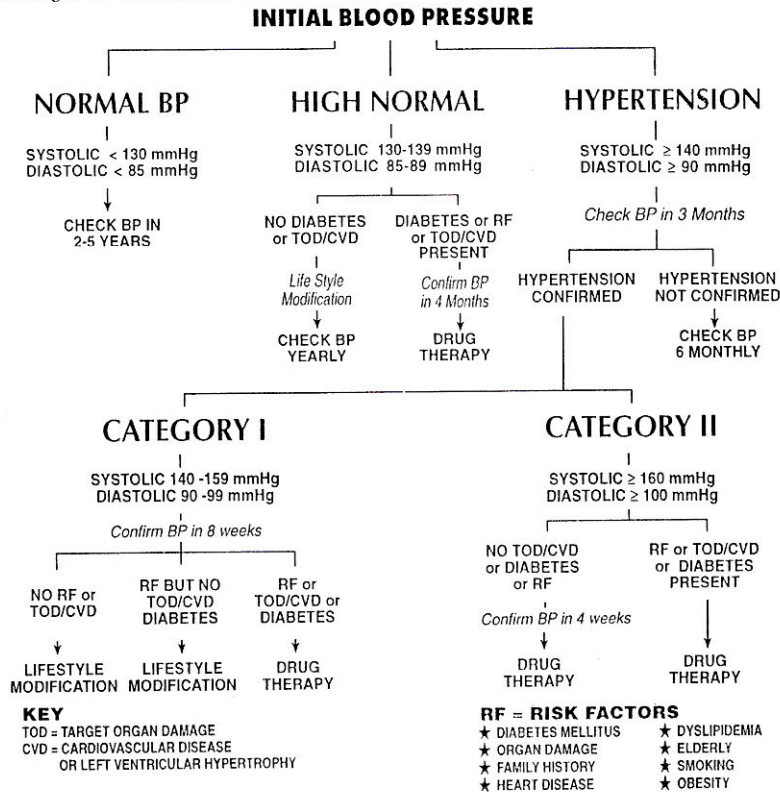 INITIAL BLOOD PRESSURE
NORMAL BP
SYSTOLIC < 130 mmHg
DIASTOLIC < 85 mmHg
CHECK BP IN
2-5 YEARS
HIGH NORMAL
SYSTOLIC 130-139 mmHg
DIASTOLIC 85-89 mmHg
NO DIABETES
or TOD/CVD
Life Style
Modification
CHECK BP
YEARLY
DIABETES or RF
or TOD/CVD
PRESENT
Confirm BP
in 4 Months
DRUG
THERAPY
HYPERTENSION
SYSTOLIC ≥ 140 mmHg
DIASTOLIC ≥ 90 mmHg
Check BP in 3 Months
HYPERTENSION
CONFIRMED
HYPERTENSION
NOT CONFIRMED
CHECK BP
6 MONTHLY
CATEGORY I
SYSTOLIC 140 -159 mmHg
DIASTOLIC 90 -99 mmHg
Confirm BP in 8 weeks
NO RF or
TOD/CVD
LIFESTYLE
MODIFICATION
RF BUT NO
TOD/CVD
DIABETES
LIFESTYLE
MODIFICATION
RF or
TOD/CVD or
DIABETES
DRUG
THERAPY
CATEGORY II
SYSTOLIC ≥ 160 mmHg
DIASTOLIC ≥ 100 mmHg
NO TOD/CVD
or DIABETES
or RF
Confirm BP in 4 weeks
DRUG
THERAPY
RF or TOD/CVD
or DIABETES
PRESENT
DRUG
THERAPY
KEY
TOD = TARGET ORGAN DAMAGE
CVD = CARDIOVASCULAR DISEASE
OR LEFT VENTRICULAR HYPERTROPHY
RF = RISK FACTORS
★ DIABETES MELLITUS
★ ORGAN DAMAGE
★ FAMILY HISTORY
★ HEART DISEASE
★ DYSLIPIDEMIA
★ ELDERLY
★ SMOKING
★ OBESITY